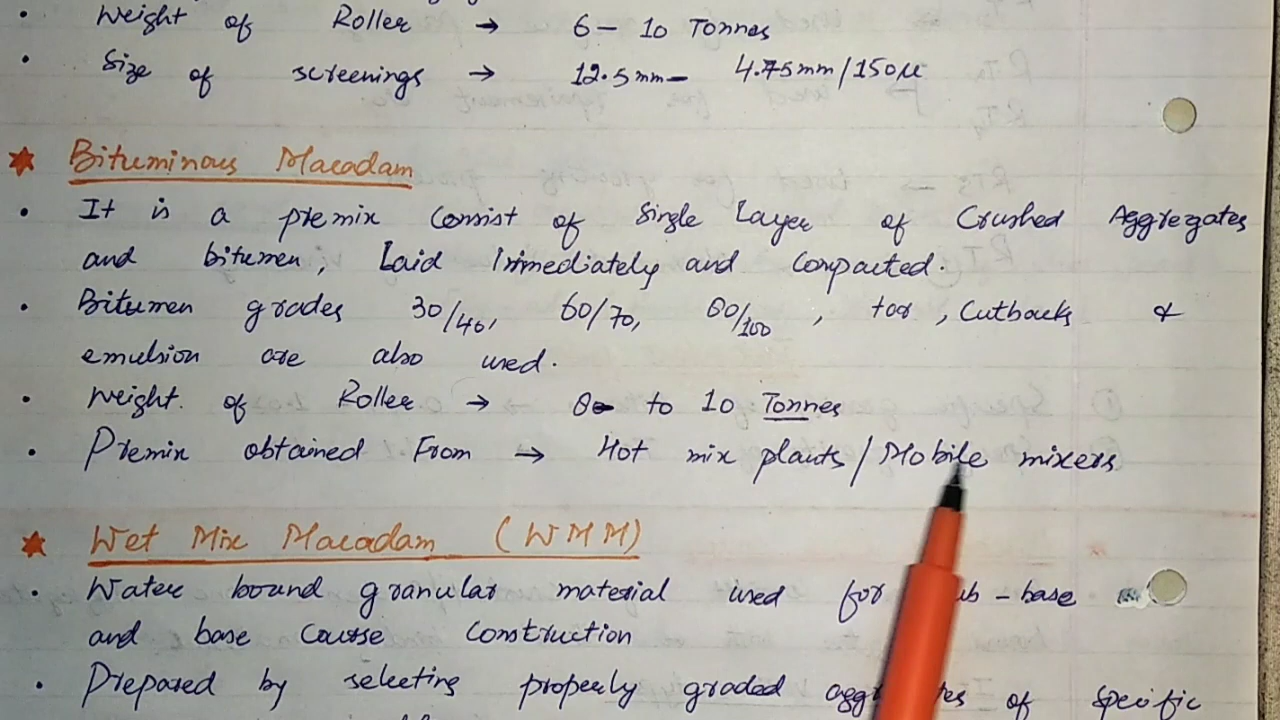 • Weight of Roller → 6 - 10 Tonnes
• Size of screenings → 12.5mm - 4.75mm/150µ
★ Bituminous Macadam
• It is a premix Consist of Single Layer of Crushed Aggregates
and bitumen, Laid Immediately and Compacted.
• Bitumen grades 30/40, 60/70, 80/100, tar, Cutbacks &
emulsion are also used.
• Weight of Roller → 8 to 10 Tonnes
• Premix obtained From → Hot mix plants/Mobile mixers
★ Wet Mix Macadam (WMM)
• Water bound granular material used for -base
and base Course Construction
• Prepared by selecting properly graded of Specific